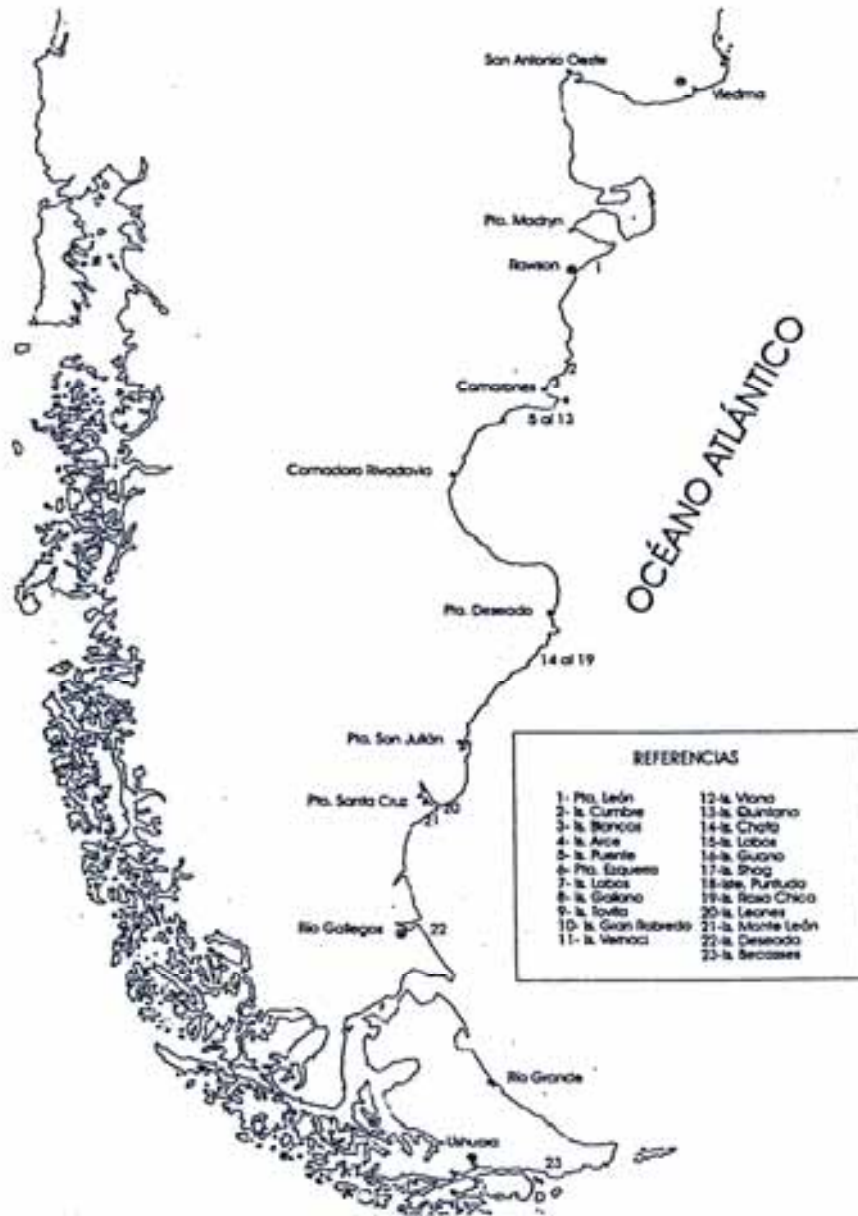 San Antonio Oeste
Viedma
Pto. Madryn
Rawson
1
2
3
Camarones
5 al 13
Comodoro Rivadavia
OCÉANO ATLÁNTICO
Pto. Deseado
14 al 19
Pto. San Julián
Pto. Santa Cruz
20
21
Río Gallegos
22
Río Grande
Ushuaia
23
REFERENCIAS
1- Pta. León
2- Is. Cumbre
3- Is. Blancas
4- Is. Arce
5- Is. Puente
6- Pta. Ezquerra
7- Is. Lobos
8- Is. Galiano
9- Is. Tovita
10- Is. Gran Robredo
11- Is. Vernaci
12-Is. Viana
13-Is. Quintano
14-Is. Chata
15-Is. Lobos
16-Is. Guano
17-Is. Shag
18-Iste. Puntudo
19-Is. Rasa Chica
20-Is. Leones
21-Is. Monte León
22-Is. Deseada
23-Is. Becasses